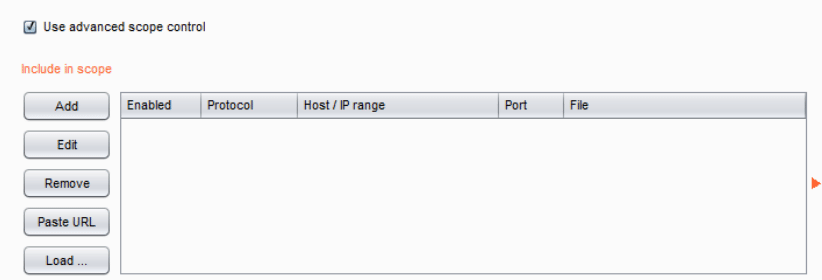 Use advanced scope control
Include in scope
Add
Enabled Protocol Host / IP range Port File
Edit
Remove
Paste URL
Load ...